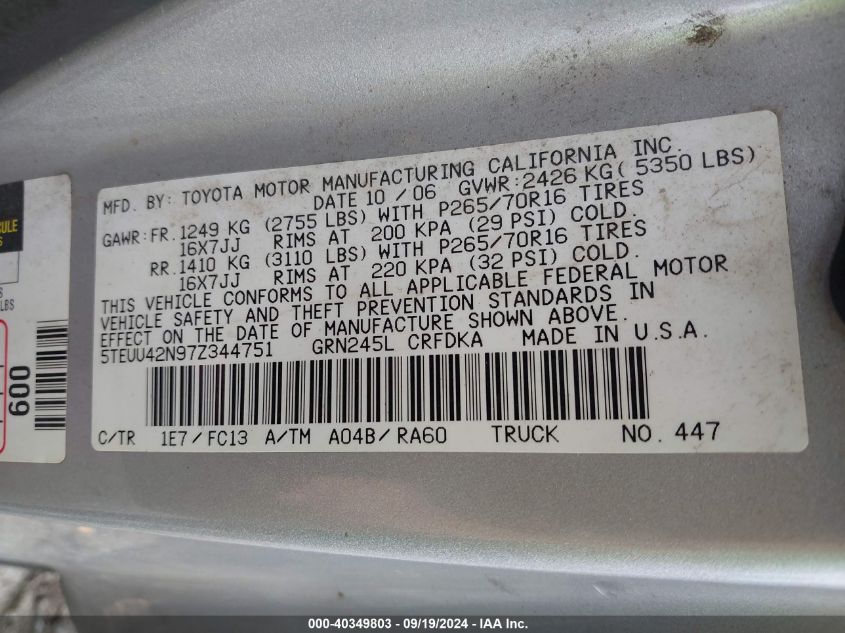 MFD. BY: TOYOTA MOTOR MANUFACTURING CALIFORNIA INC.
DATE 10 / 06 GVWR: 2426 KG ( 5350 LBS)
GAWR: FR. 1249 KG (2755 LBS) WITH P265/70R16 TIRES
16X7JJ RIMS AT 200 KPA (29 PSI) COLD.
RR. 1410 KG (3110 LBS) WITH P265/70R16 TIRES
16X7JJ RIMS AT 220 KPA (32 PSI) COLD.
THIS VEHICLE CONFORMS TO ALL APPLICABLE FEDERAL MOTOR
VEHICLE SAFETY AND THEFT PREVENTION STANDARDS IN
EFFECT ON THE DATE OF MANUFACTURE SHOWN ABOVE.
5TEUU42N97Z344751 GRN245L CRFDKA MADE IN U.S.A.
C/TR 1E7 / FC13 A/TM A04B/RA60 TRUCK NO. 447
LBS
600
000-40349803 - 09/19/2024 - IAAI Inc.